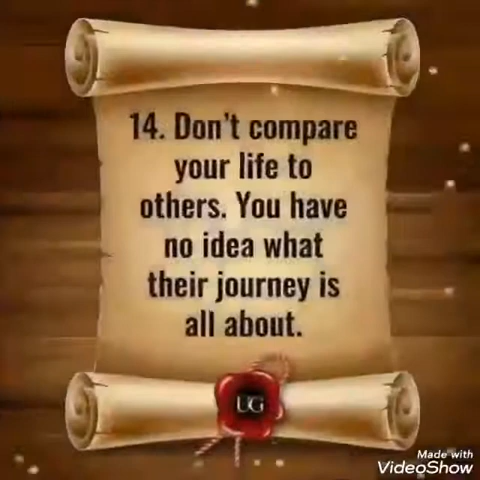 14. Don't compare
your life to
others. You have
no idea what
their journey is
all about.
UG
Made with
VideoShow